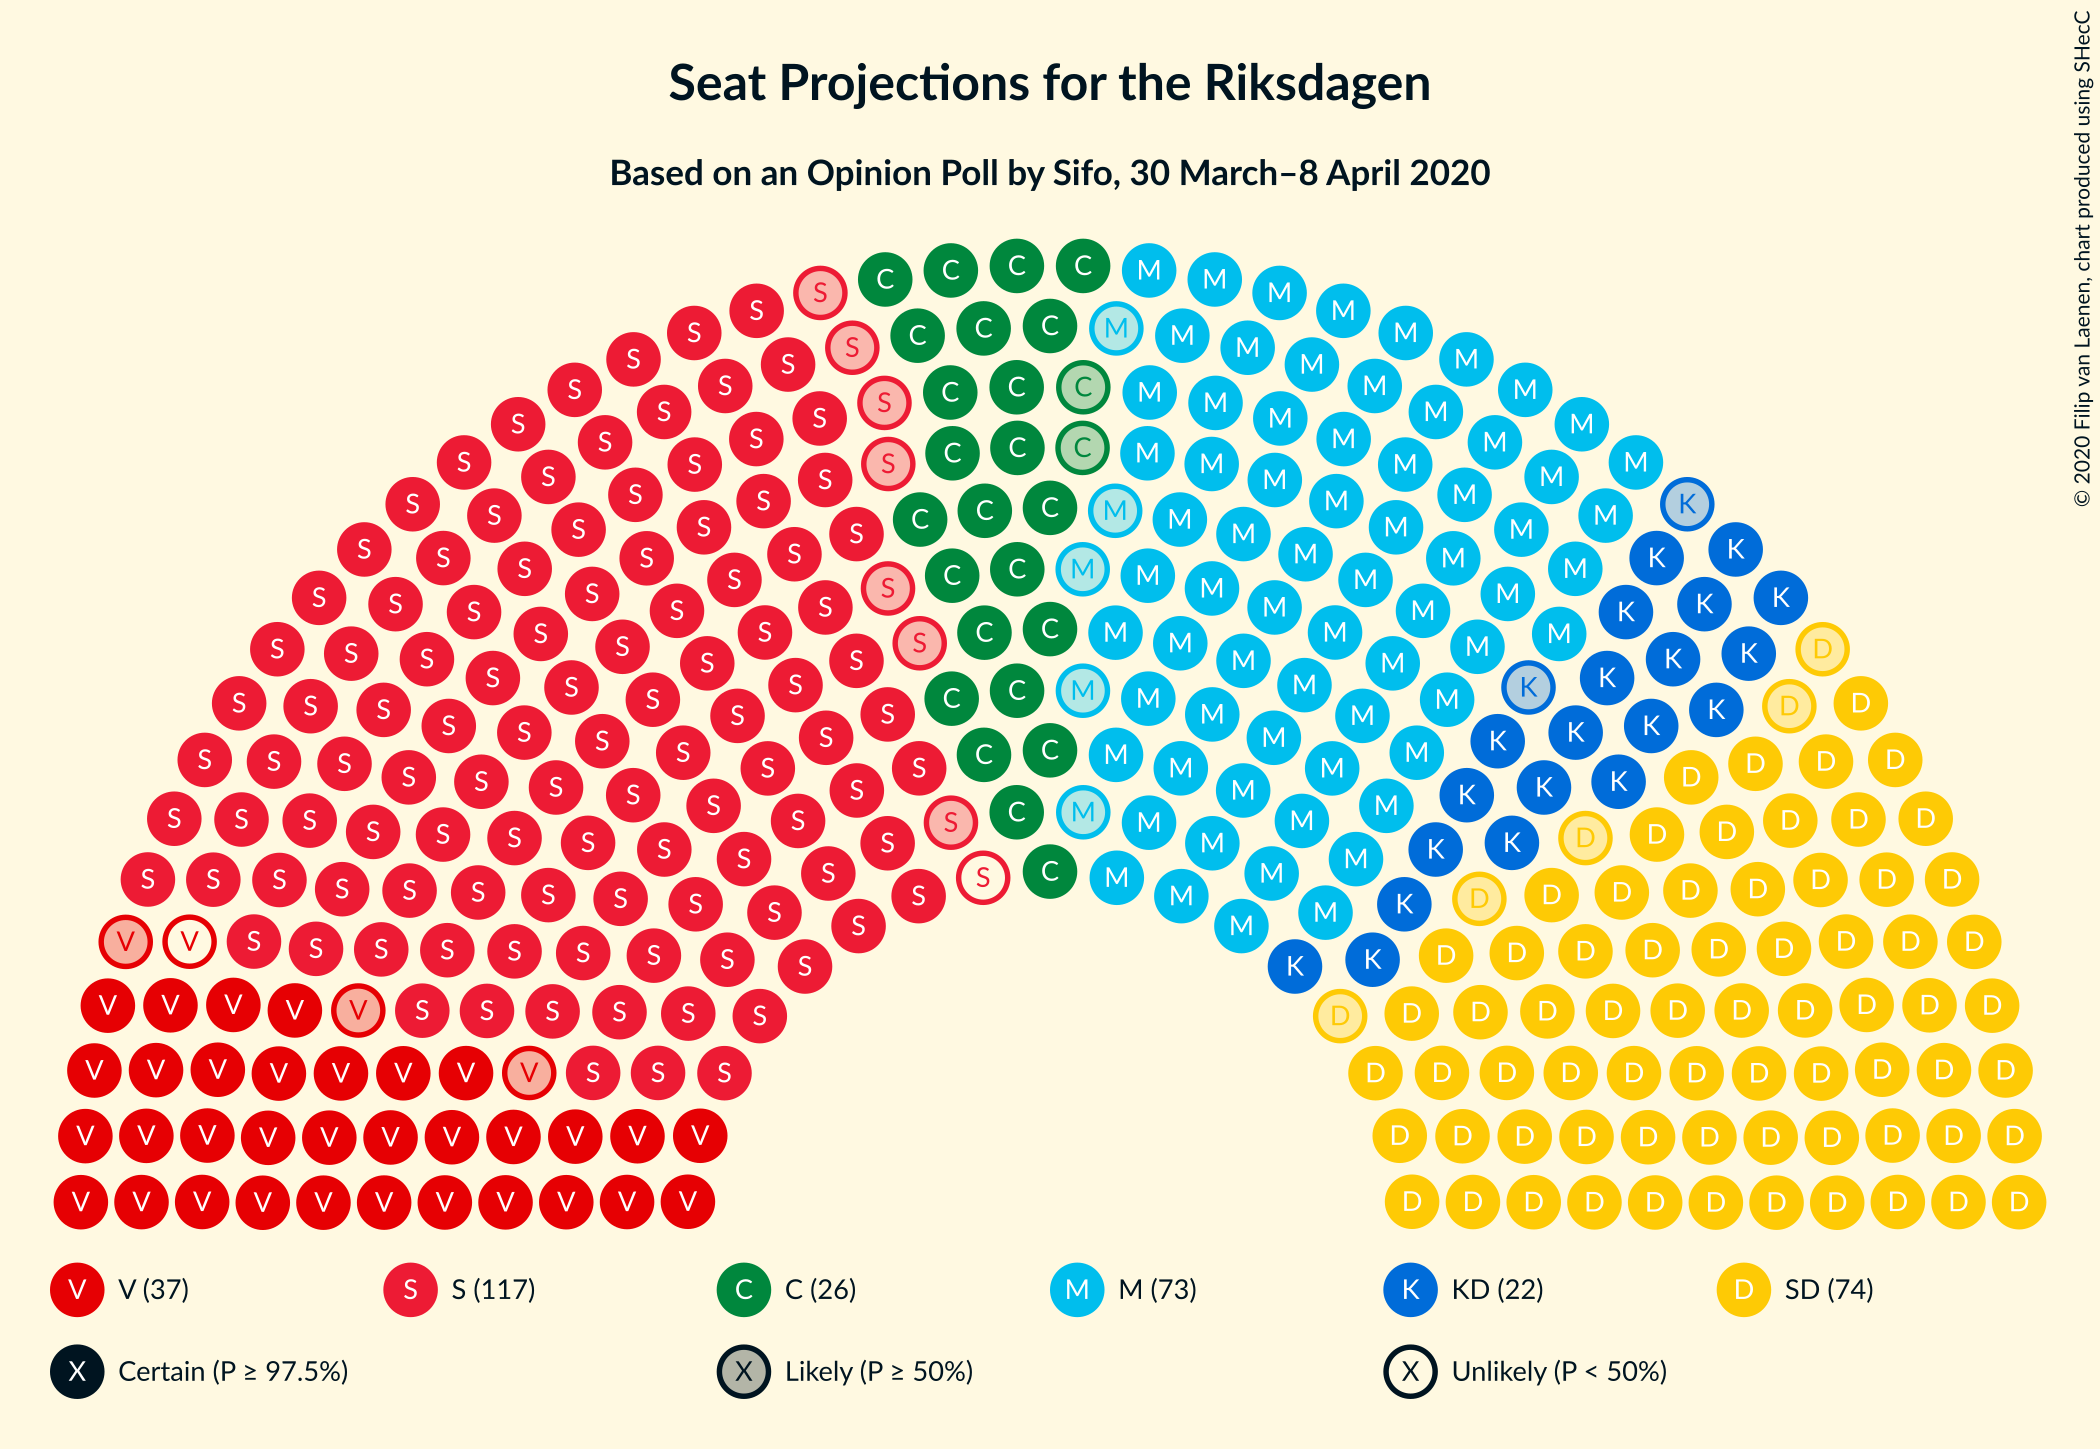 Seat Projections for the Riksdagen
Based on an Opinion Poll by Sifo, 30 March–8 April 2020
© 2020 Filip van Laenen, chart produced using SHecC
V V (37) S S (117) C C (26) M M (73) K KD (22) D SD (74)
X Certain (P ≥ 97.5%) X Likely (P ≥ 50%) X Unlikely (P < 50%)